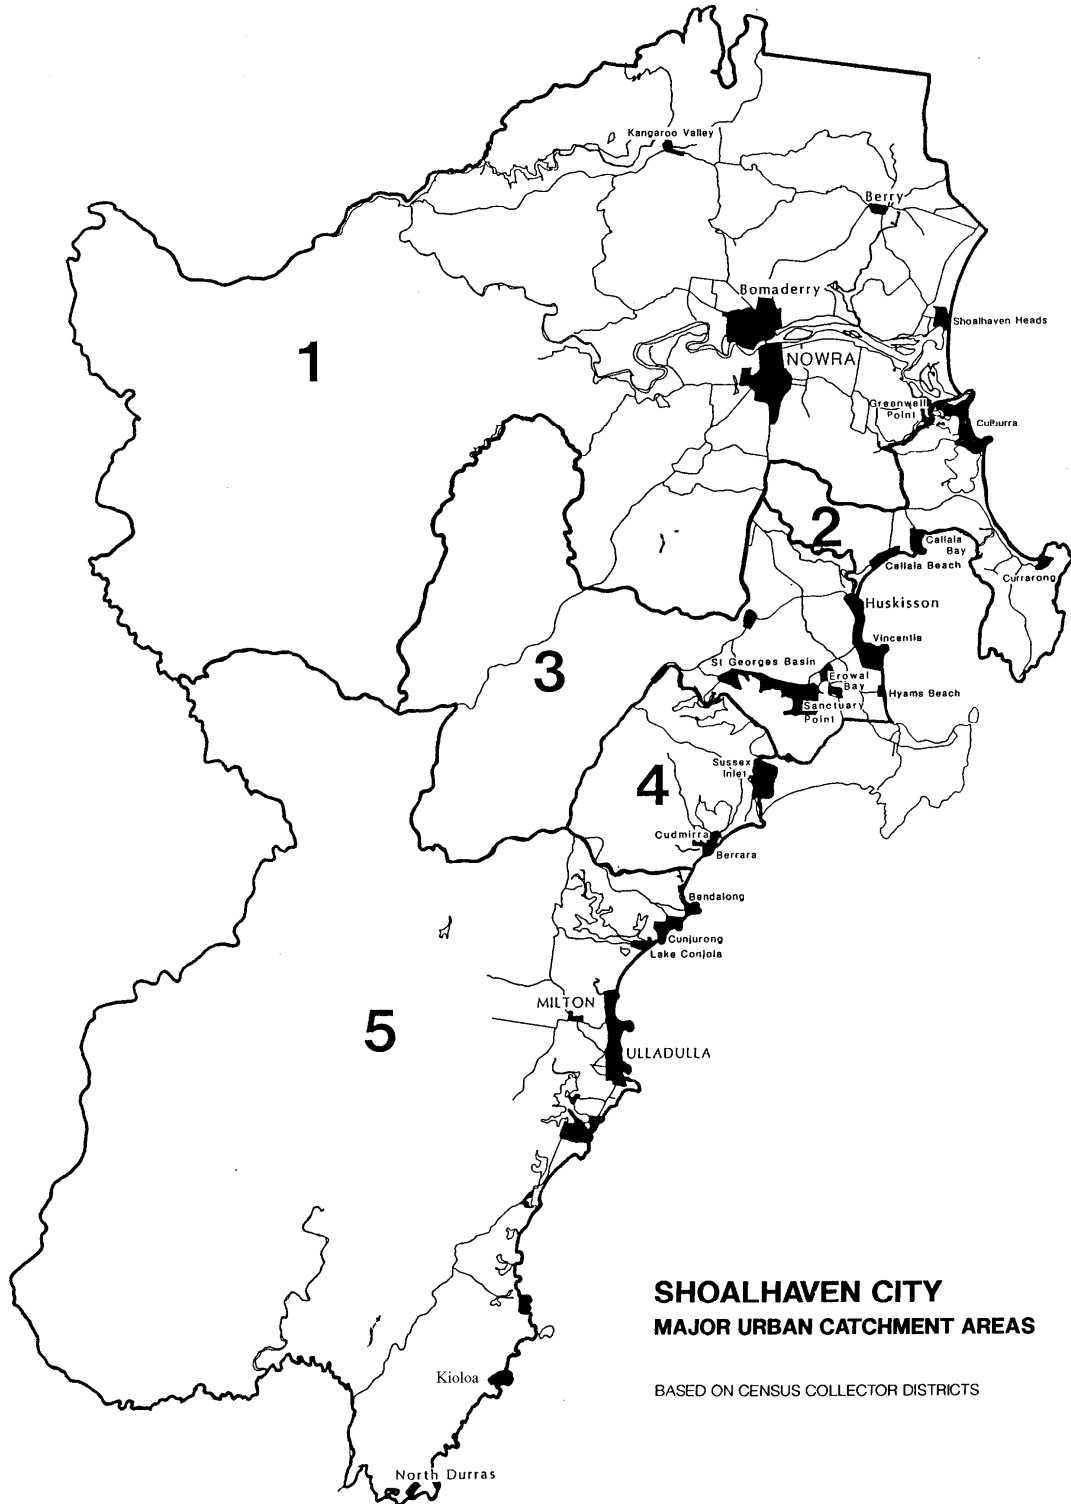 Kangaroo Valley
Berry
Bomaderry
Shoalhaven Heads
1
NOWRA
Greenwell
Point
Culburra
2
Callala
Bay
Callala Beach
Currarong
Huskisson
Vincentia
3
St Georges Basin
Erowal
Bay
Hyams Beach
Sanctuary
Point
4
Sussex
Inlet
Cudmirra
Berrara
Bendalong
Cunjurong
Lake Conjola
MILTON
5
ULLADULLA
SHOALHAVEN CITY
MAJOR URBAN CATCHMENT AREAS
BASED ON CENSUS COLLECTOR DISTRICTS
Kioloa
North Durras